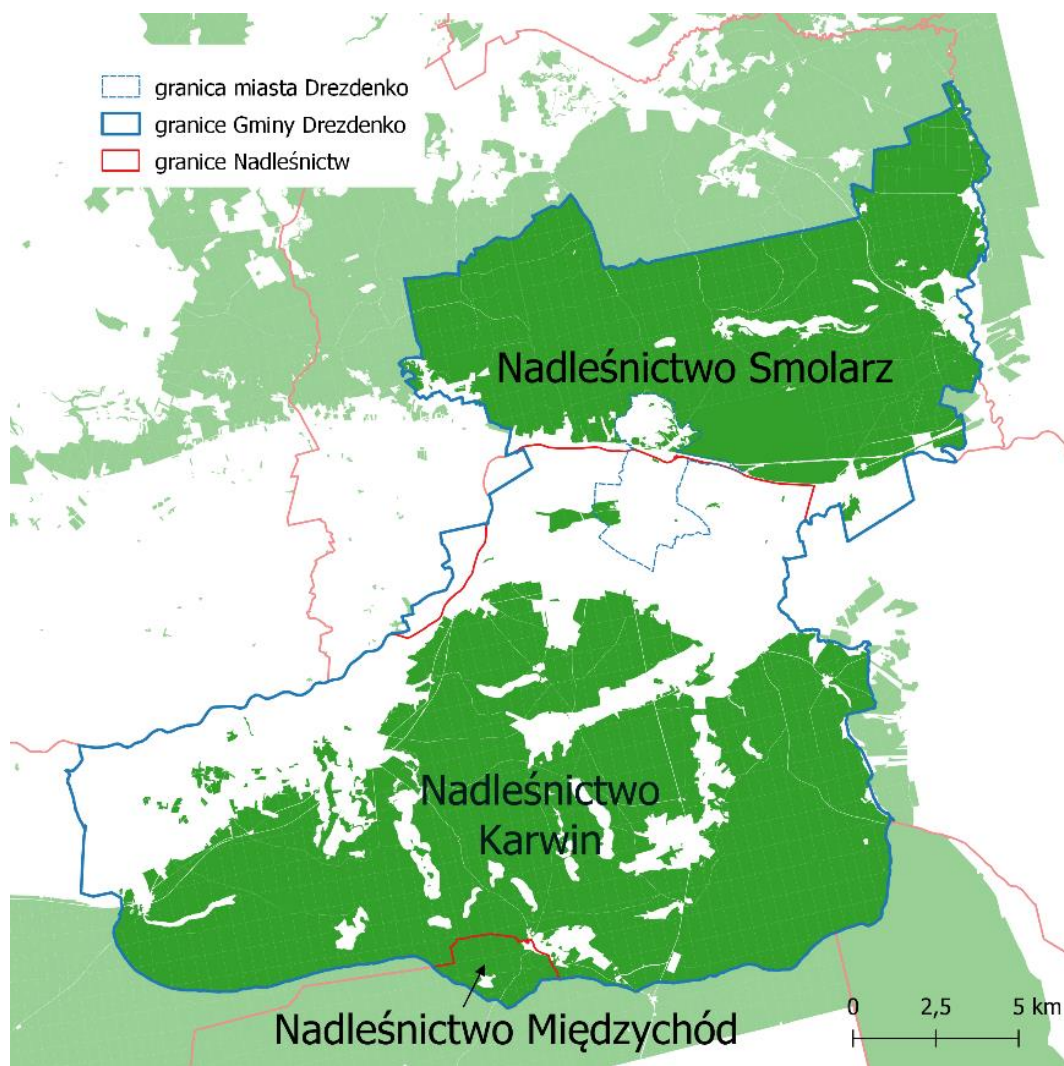 granica miasta Drezdenko
granice Gminy Drezdenko
granice Nadleśnictw
Nadleśnictwo Smolarz
Nadleśnictwo
Karwin
Nadleśnictwo Międzychód
0 2,5 5 km